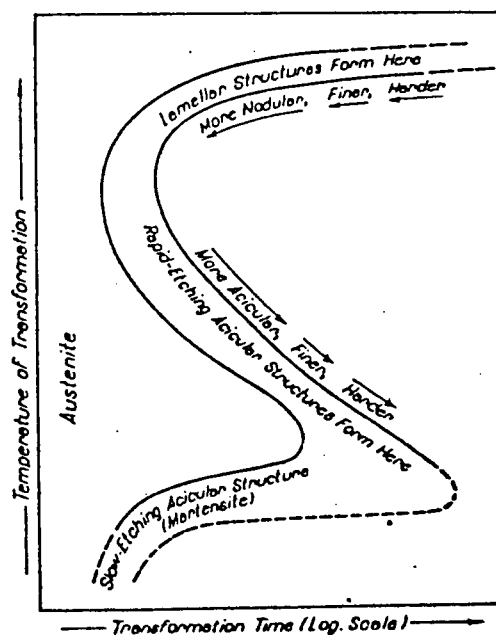 Lamellar Structures Form Here
More Nodular, Finer, Harder
More Acicular, Finer, Harder
Rapid-Etching Acicular Structures Form Here
Austenite
Slow-Etching Acicular Structure
(Martensite)
Temperature of Transformation
Transformation Time (Log. Scale)